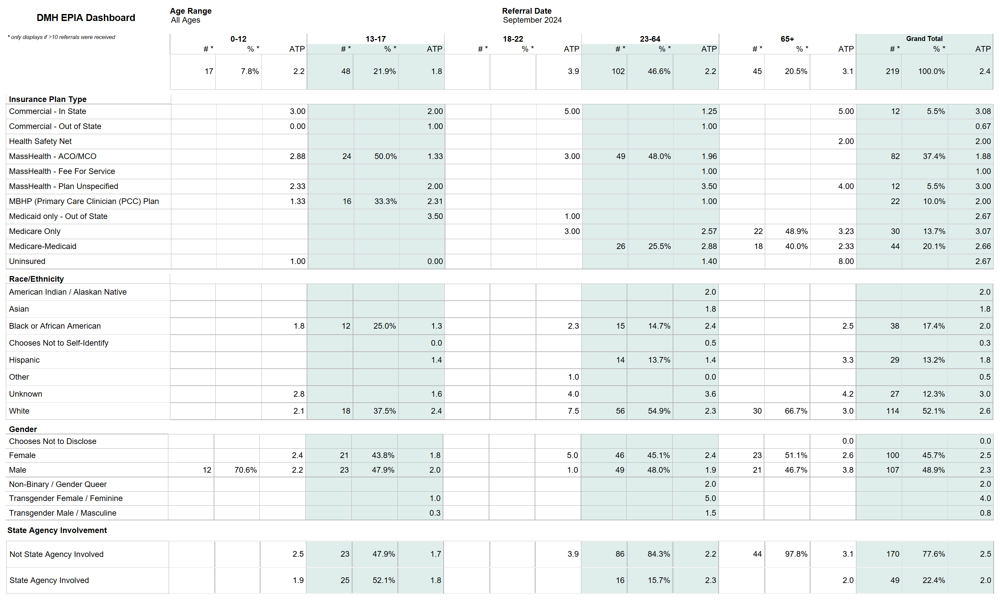 Age Range Referral Date
DMH EPIA Dashboard
All Ages September 2024
* only displays if >10 referrals were received
0-12 13-17 18-22 23-64 65+ Grand Total
# * % * ATP # * % * ATP # * % * ATP # * % * ATP # * % * ATP # * % * ATP
17 7.8% 2.2 48 21.9% 1.8 3.9 102 46.6% 2.2 45 20.5% 3.1 219 100.0% 2.4
Insurance Plan Type
Commercial - In State 3.00 2.00 5.00 1.25 5.00 12 5.5% 3.08
Commercial - Out of State 0.00 1.00 1.00 0.67
Health Safety Net 2.00 2.00
MassHealth - ACO/MCO 2.88 24 50.0% 1.33 3.00 49 48.0% 1.96 82 37.4% 1.88
MassHealth - Fee For Service 1.00 1.00
MassHealth - Plan Unspecified 2.33 2.00 3.50 4.00 12 5.5% 3.00
MBHP (Primary Care Clinician (PCC) Plan 1.33 16 33.3% 2.31 1.00 22 10.0% 2.00
Medicaid only - Out of State 3.50 1.00 2.67
Medicare Only 3.00 2.57 22 48.9% 3.23 30 13.7% 3.07
Medicare-Medicaid 26 25.5% 2.88 18 40.0% 2.33 44 20.1% 2.66
Uninsured 1.00 0.00 1.40 8.00 2.67
Race/Ethnicity
American Indian / Alaskan Native 2.0 2.0
Asian 1.8 1.8
Black or African American 1.8 12 25.0% 1.3 2.3 15 14.7% 2.4 2.5 38 17.4% 2.0
Chooses Not to Self-Identify 0.0 0.5 0.3
Hispanic 1.4 14 13.7% 1.4 3.3 29 13.2% 1.8
Other 1.0 0.0 0.5
Unknown 2.8 1.6 4.0 3.6 4.2 27 12.3% 3.0
White 2.1 18 37.5% 2.4 7.5 56 54.9% 2.3 30 66.7% 3.0 114 52.1% 2.6
Gender
Chooses Not to Disclose 0.0 0.0
Female 2.4 21 43.8% 1.8 5.0 46 45.1% 2.4 23 51.1% 2.6 100 45.7% 2.5
Male 12 70.6% 2.2 23 47.9% 2.0 1.0 49 48.0% 1.9 21 46.7% 3.8 107 48.9% 2.3
Non-Binary / Gender Queer 2.0 2.0
Transgender Female / Feminine 1.0 5.0 4.0
Transgender Male / Masculine 0.3 1.5 0.8
State Agency Involvement
Not State Agency Involved 2.5 23 47.9% 1.7 3.9 86 84.3% 2.2 44 97.8% 3.1 170 77.6% 2.5
State Agency Involved 1.9 25 52.1% 1.8 16 15.7% 2.3 2.0 49 22.4% 2.0